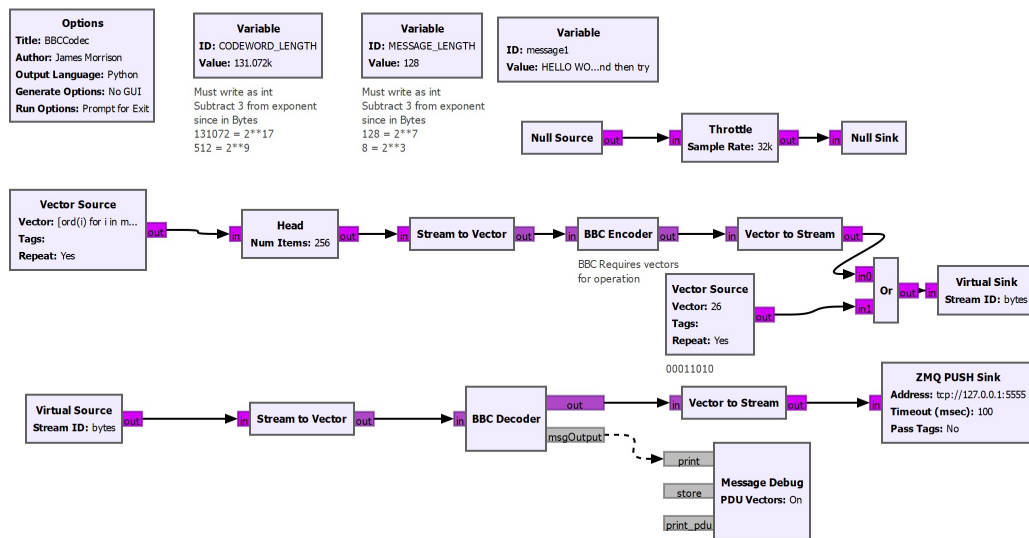 Options
Title: BBCCodec
Author: James Morrison
Output Language: Python
Generate Options: No GUI
Run Options: Prompt for Exit
Variable
ID: CODEWORD_LENGTH
Value: 131.072k
Must write as int
Subtract 3 from exponent
since in Bytes
131072 = 2**17
512 = 2**9
Variable
ID: MESSAGE_LENGTH
Value: 128
Must write as int
Subtract 3 from exponent
since in Bytes
128 = 2**7
8 = 2**3
Variable
ID: message1
Value: HELLO WO...nd then try
Null Source
out
in
Throttle
Sample Rate: 32k
out
in
Null Sink
Vector Source
Vector: [ord(i) for i in m...
Tags:
Repeat: Yes
out
in
Head
Num Items: 256
out
in
Stream to Vector
out
in
BBC Encoder
out
BBC Requires vectors
for operation
in
Vector to Stream
out
Vector Source
Vector: 26
Tags:
Repeat: Yes
out
00011010
in0
in1
Or
out
in
Virtual Sink
Stream ID: bytes
Virtual Source
Stream ID: bytes
out
in
Stream to Vector
out
in
BBC Decoder
out
msgOutput
in
Vector to Stream
out
in
ZMQ PUSH Sink
Address: tcp://127.0.0.1:5555
Timeout (msec): 100
Pass Tags: No
print
store
print_pdu
Message Debug
PDU Vectors: On